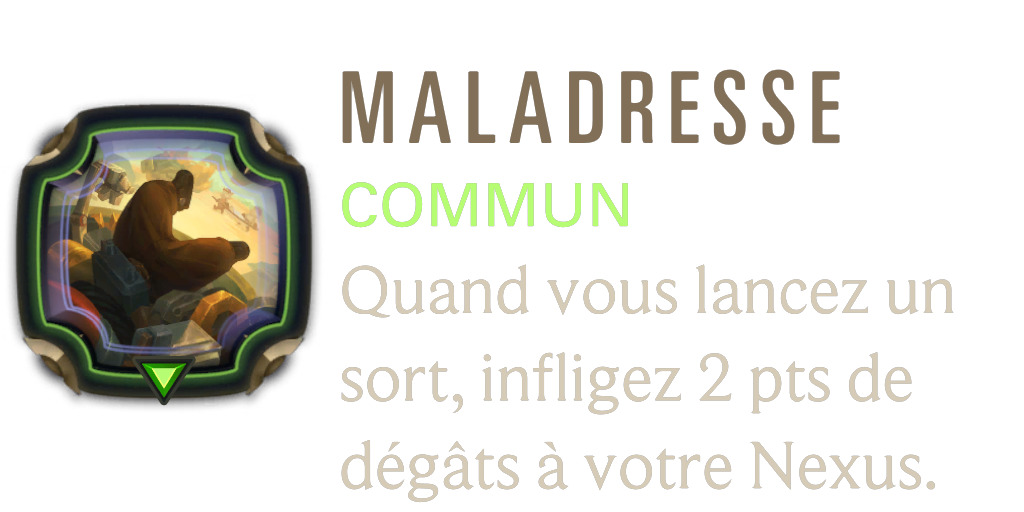 MALADRESSE
COMMUN
Quand vous lancez un
sort, infligez 2 pts de
dégâts à votre Nexus.